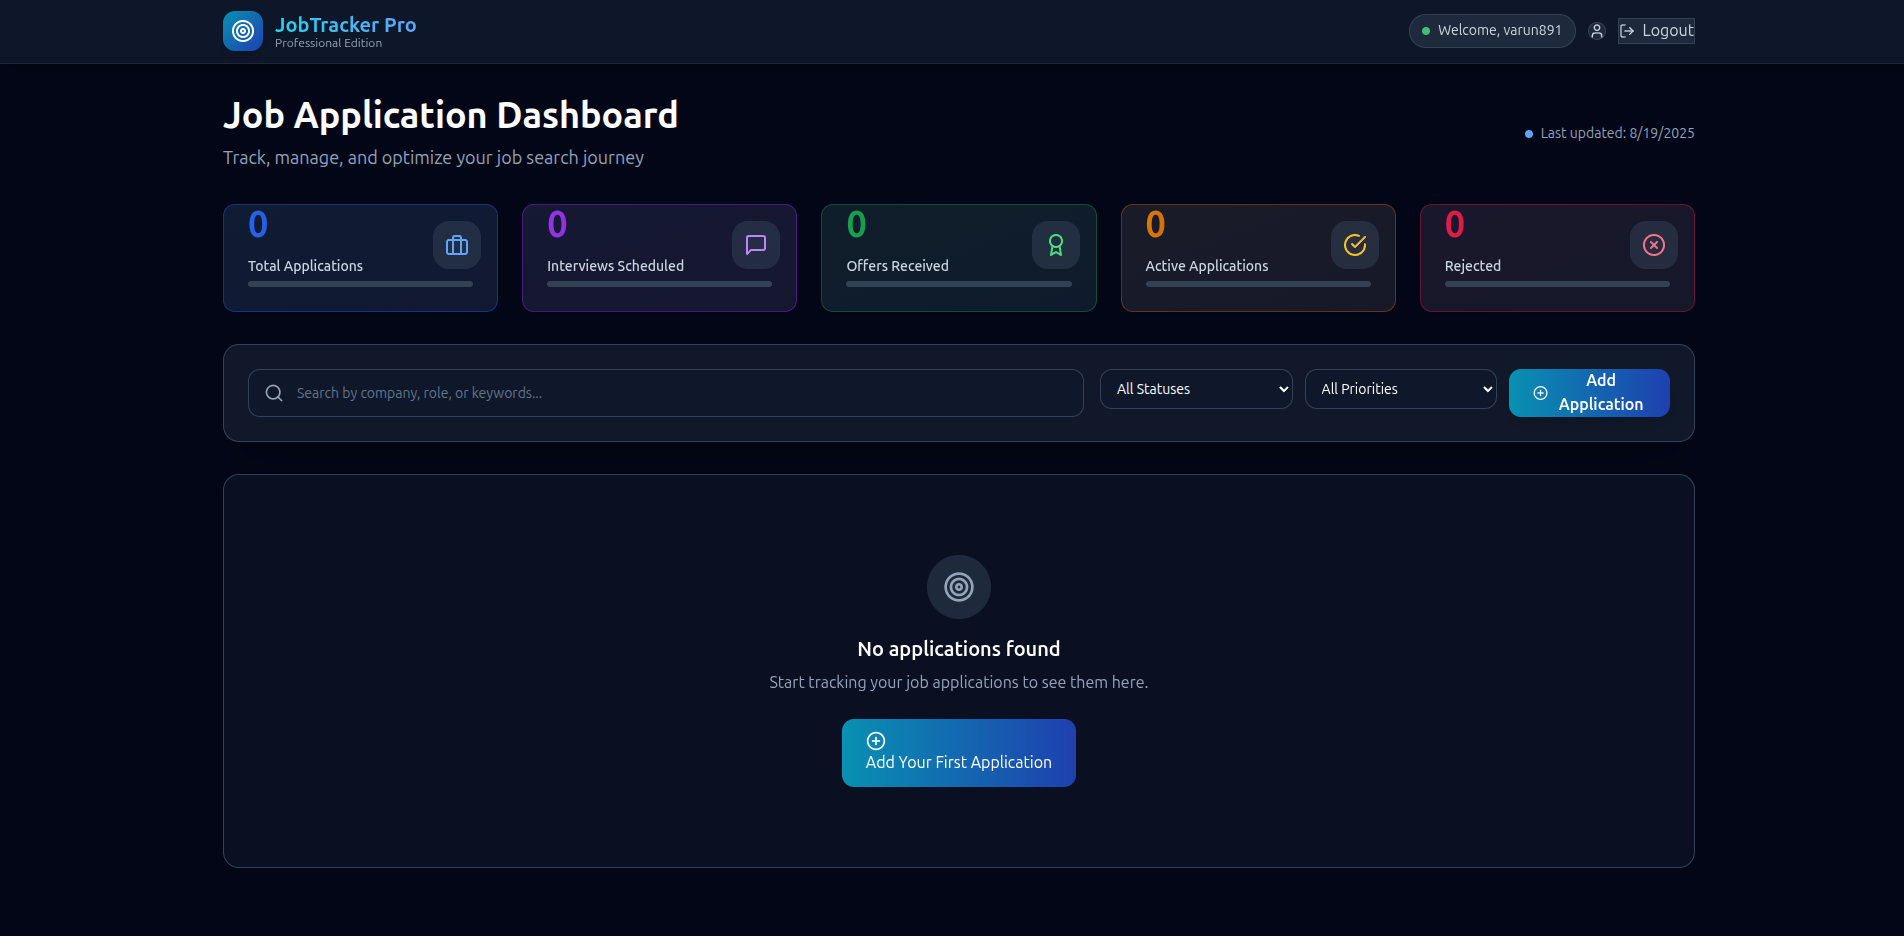 JobTracker Pro
Professional Edition
Welcome, varun891
Logout
Job Application Dashboard
Track, manage, and optimize your job search journey
Last updated: 8/19/2025
0
Total Applications
0
Interviews Scheduled
0
Offers Received
0
Active Applications
0
Rejected
Search by company, role, or keywords...
All Statuses
All Priorities
Add
Application
No applications found
Start tracking your job applications to see them here.
Add Your First Application